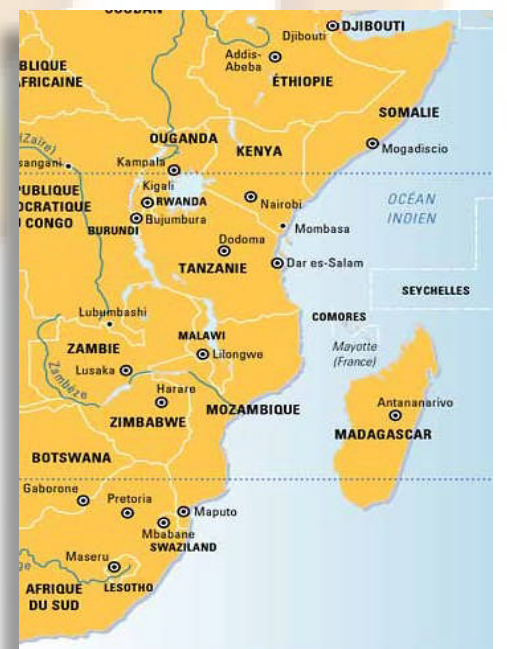 SOUDAN
DJIBOUTI
Djibouti
Addis-
Abeba
BLIQUE
AFRICAINE
ÉTHIOPIE
SOMALIE
(Zaïre)
OUGANDA
KENYA
Mogadiscio
sangani
Kampala
PUBLIQUE
OCRATIQUE
CONGO
Kigali
RWANDA
Nairobi
OCÉAN
INDIEN
BURUNDI
Bujumbura
Mombasa
Dodoma
TANZANIE
Dar es-Salam
SEYCHELLES
Lubumbashi
COMORES
MALAWI
Mayotte
(France)
ZAMBIE
Lilongwe
Lusaka
Zambèze
Harare
MOZAMBIQUE
Antananarivo
ZIMBABWE
MADAGASCAR
BOTSWANA
Gaborone
Pretoria
Maputo
Mbabane
SWAZILAND
Maseru
AFRIQUE
DU SUD
LESOTHO